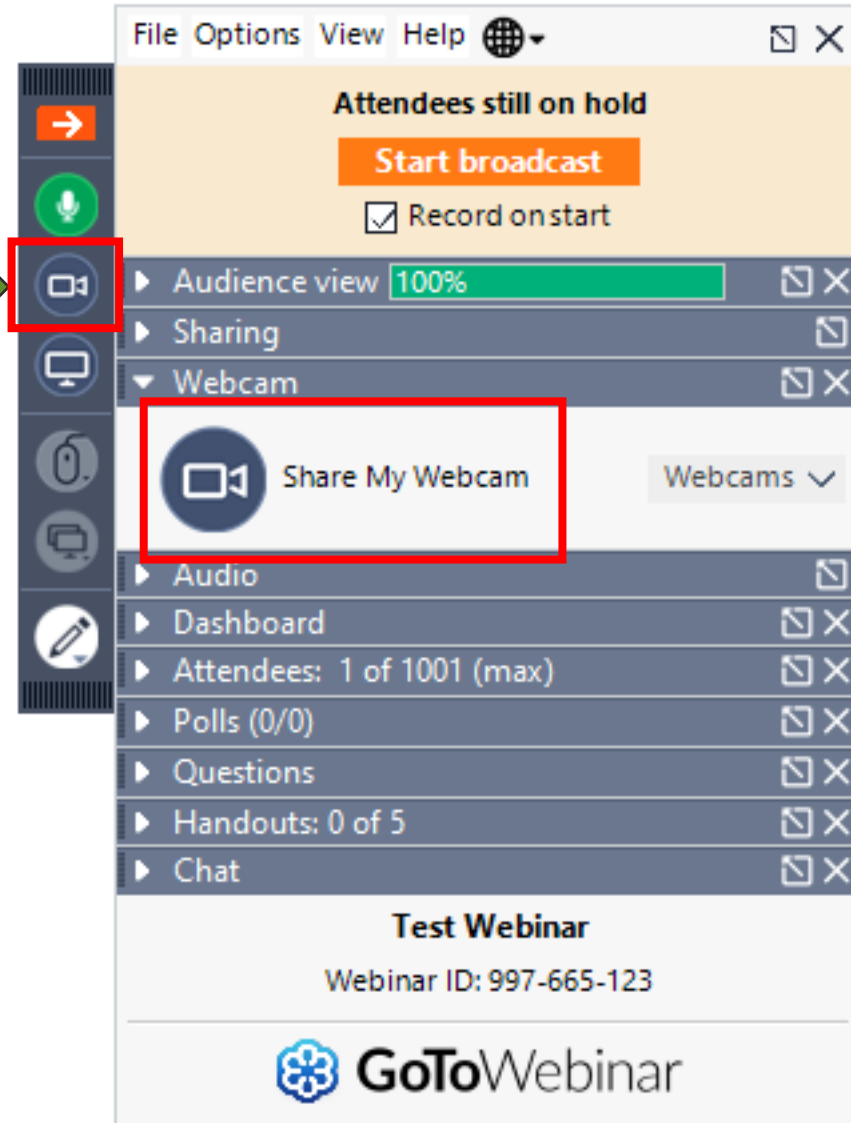 File Options View Help
Attendees still on hold
Start broadcast
Record on start
Audience view 100%
Sharing
Webcam
Share My Webcam Webcams
Audio
Dashboard
Attendees: 1 of 1001 (max)
Polls (0/0)
Questions
Handouts: 0 of 5
Chat
Test Webinar
Webinar ID: 997-665-123
GoToWebinar